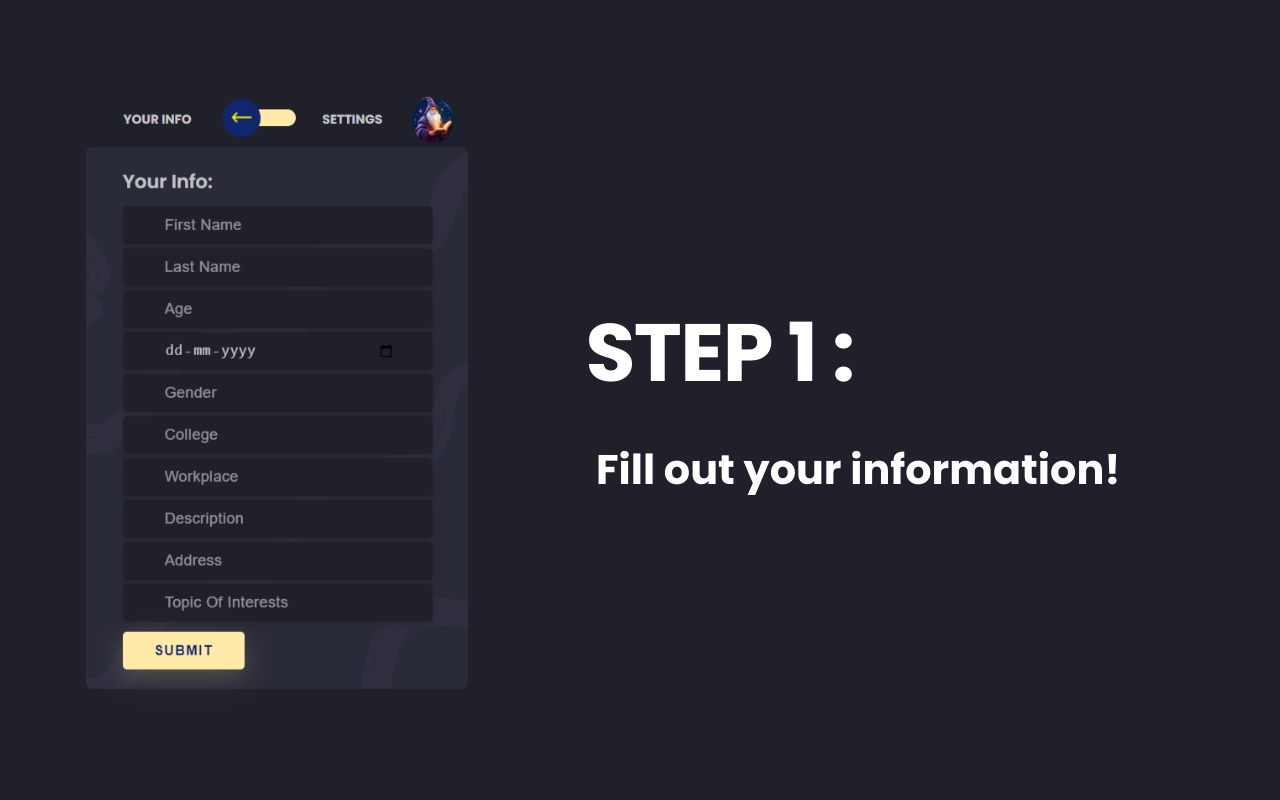 YOUR INFO SETTINGS
Your Info:
First Name
Last Name
Age
dd-mm-yyyy
Gender
College
Workplace
Description
Address
Topic Of Interests
SUBMIT
STEP 1 :
Fill out your information!